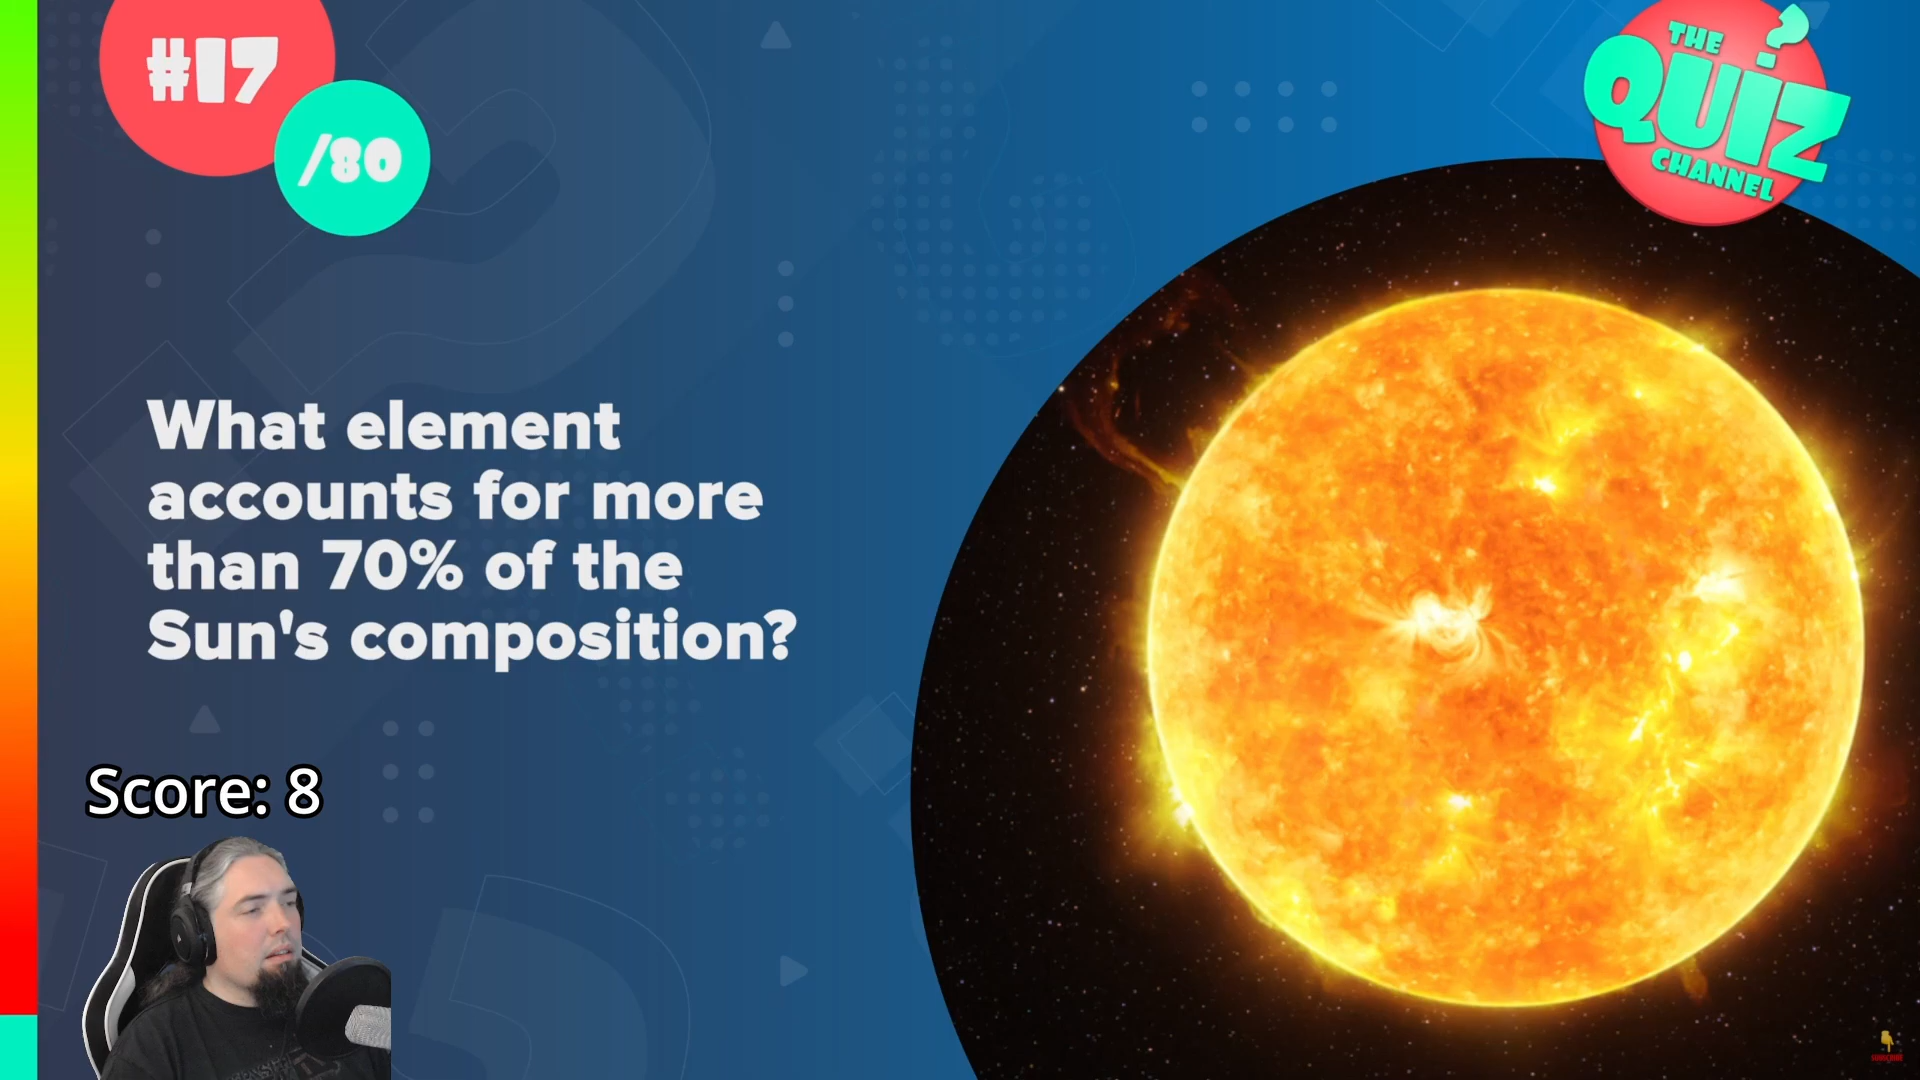 #17
/80
THE
QUIZ
CHANNEL
What element
accounts for more
than 70% of the
Sun's composition?
Score: 8